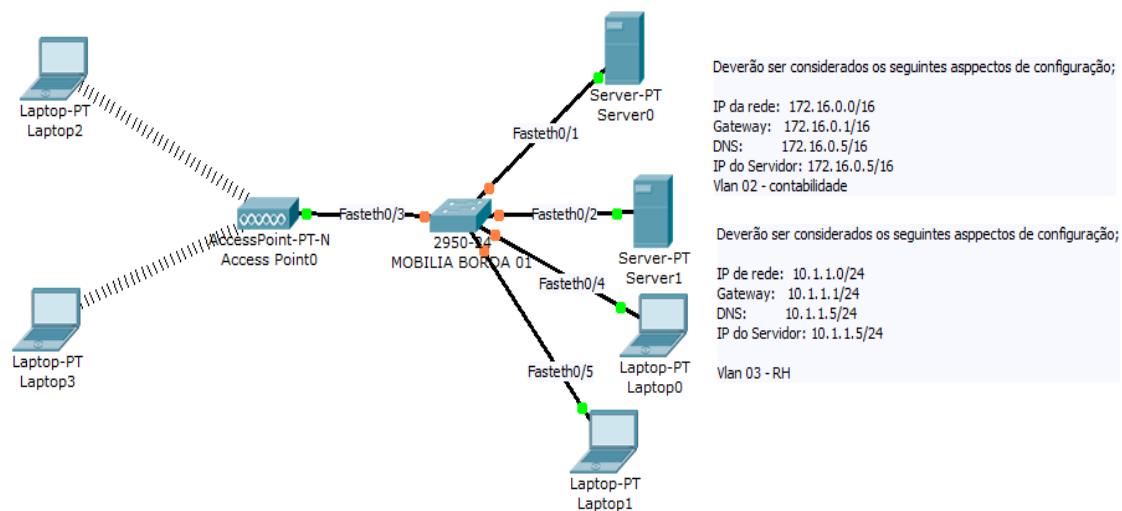 Laptop-PT
Laptop2
Server-PT
Server0
Fasteth0/1
Fasteth0/3
Fasteth0/2
AccessPoint-PT-N
Access Point0
2950-24
MOBILIA BORDA 01
Server-PT
Server1
Fasteth0/4
Laptop-PT
Laptop3
Laptop-PT
Laptop0
Fasteth0/5
Laptop-PT
Laptop1
Deverão ser considerados os seguintes asppectos de configuração;
IP da rede: 172.16.0.0/16
Gateway: 172.16.0.1/16
DNS: 172.16.0.5/16
IP do Servidor: 172.16.0.5/16
Vlan 02 - contabilidade
Deverão ser considerados os seguintes asppectos de configuração;
IP de rede: 10.1.1.0/24
Gateway: 10.1.1.1/24
DNS: 10.1.1.5/24
IP do Servidor: 10.1.1.5/24
Vlan 03 - RH